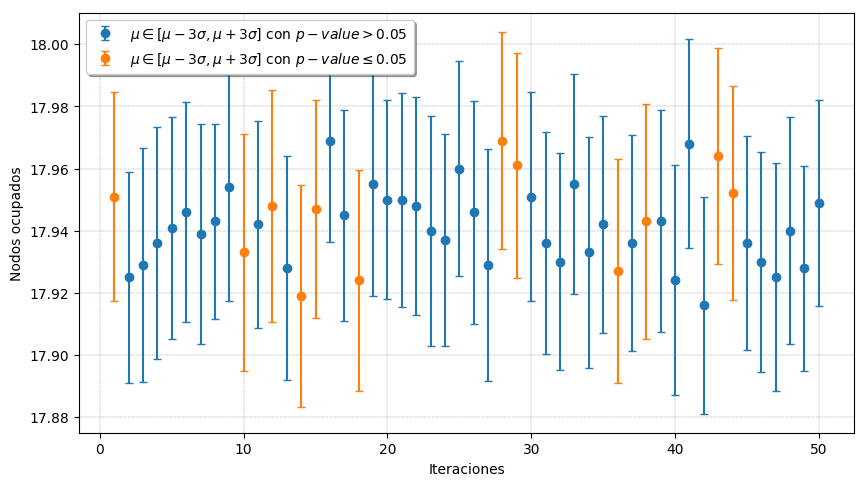 μ ∈ [μ − 3σ, μ + 3σ] con p − value > 0.05
μ ∈ [μ − 3σ, μ + 3σ] con p − value ≤ 0.05
18.00
17.98
17.96
17.94
17.92
17.90
17.88
Nodos ocupados
0 10 20 30 40 50
Iteraciones